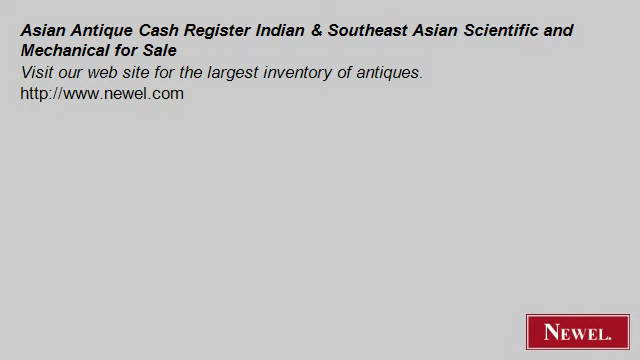 Asian Antique Cash Register Indian & Southeast Asian Scientific and
Mechanical for Sale
Visit our web site for the largest inventory of antiques.
http://www.newel.com
NEWEL.